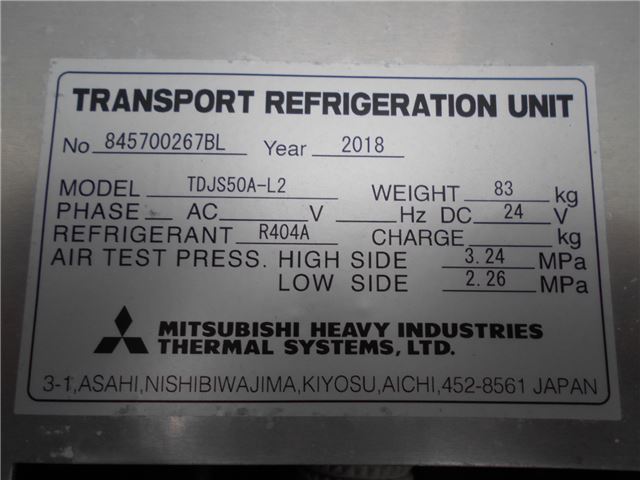 TRANSPORT REFRIGERATION UNIT
No 845700267BL Year 2018
MODEL TDJS50A-L2 WEIGHT 83 kg
PHASE AC V Hz DC 24 V
REFRIGERANT R404A CHARGE kg
AIR TEST PRESS. HIGH SIDE 3.24 MPa
LOW SIDE 2.26 MPa
MITSUBISHI HEAVY INDUSTRIES
THERMAL SYSTEMS, LTD.
3-1,ASAHI,NISHIBIWAJIMA,KIYOSU,AICHI,452-8561 JAPAN